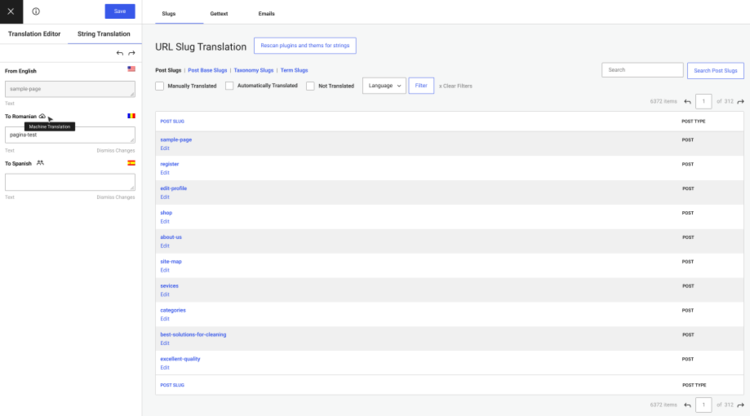 Save
Slugs Gettext Emails
Translation Editor String Translation
URL Slug Translation Rescan plugins and thema for strings
From English
sample-page
Text
To Romanian
Machine Translation
pagina-test
Text Dismiss Changes
To Spanish
Text Dismiss Changes
Post Slugs | Post Base Slugs | Taxonomy Slugs | Term Slugs
Search Search Post Slugs
Manually Translated Automatically Translated Not Translated Language Filter x Clear Filters
6372 items 1 of 312
POST SLUG POST TYPE
sample-page POST
Edit
register POST
Edit
edit-profile POST
Edit
shop POST
Edit
about-us POST
Edit
site-map POST
Edit
sevices POST
Edit
categories POST
Edit
best-solutions-for-cleaning POST
Edit
excellent-quality POST
Edit
POST SLUG POST TYPE
6372 items 1 of 312